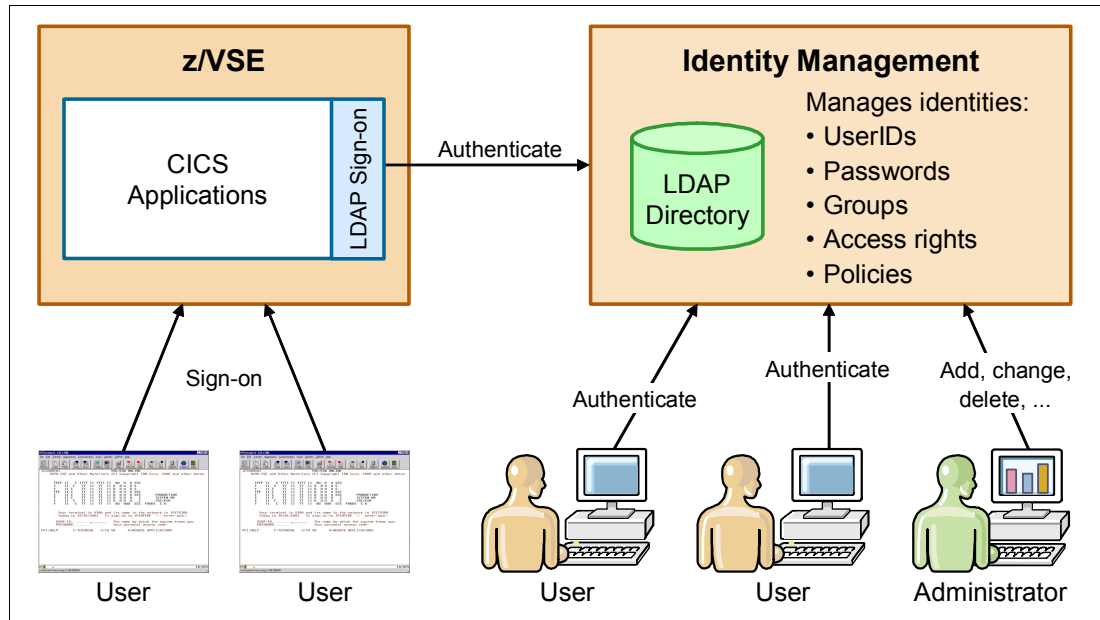 z/VSE
CICS
Applications
LDAP Sign-on
Authenticate
Identity Management
LDAP
Directory
Manages identities:
• UserIDs
• Passwords
• Groups
• Access rights
• Policies
Sign-on
Authenticate
Authenticate
Add, change,
delete, ...
User
User
User
User
Administrator